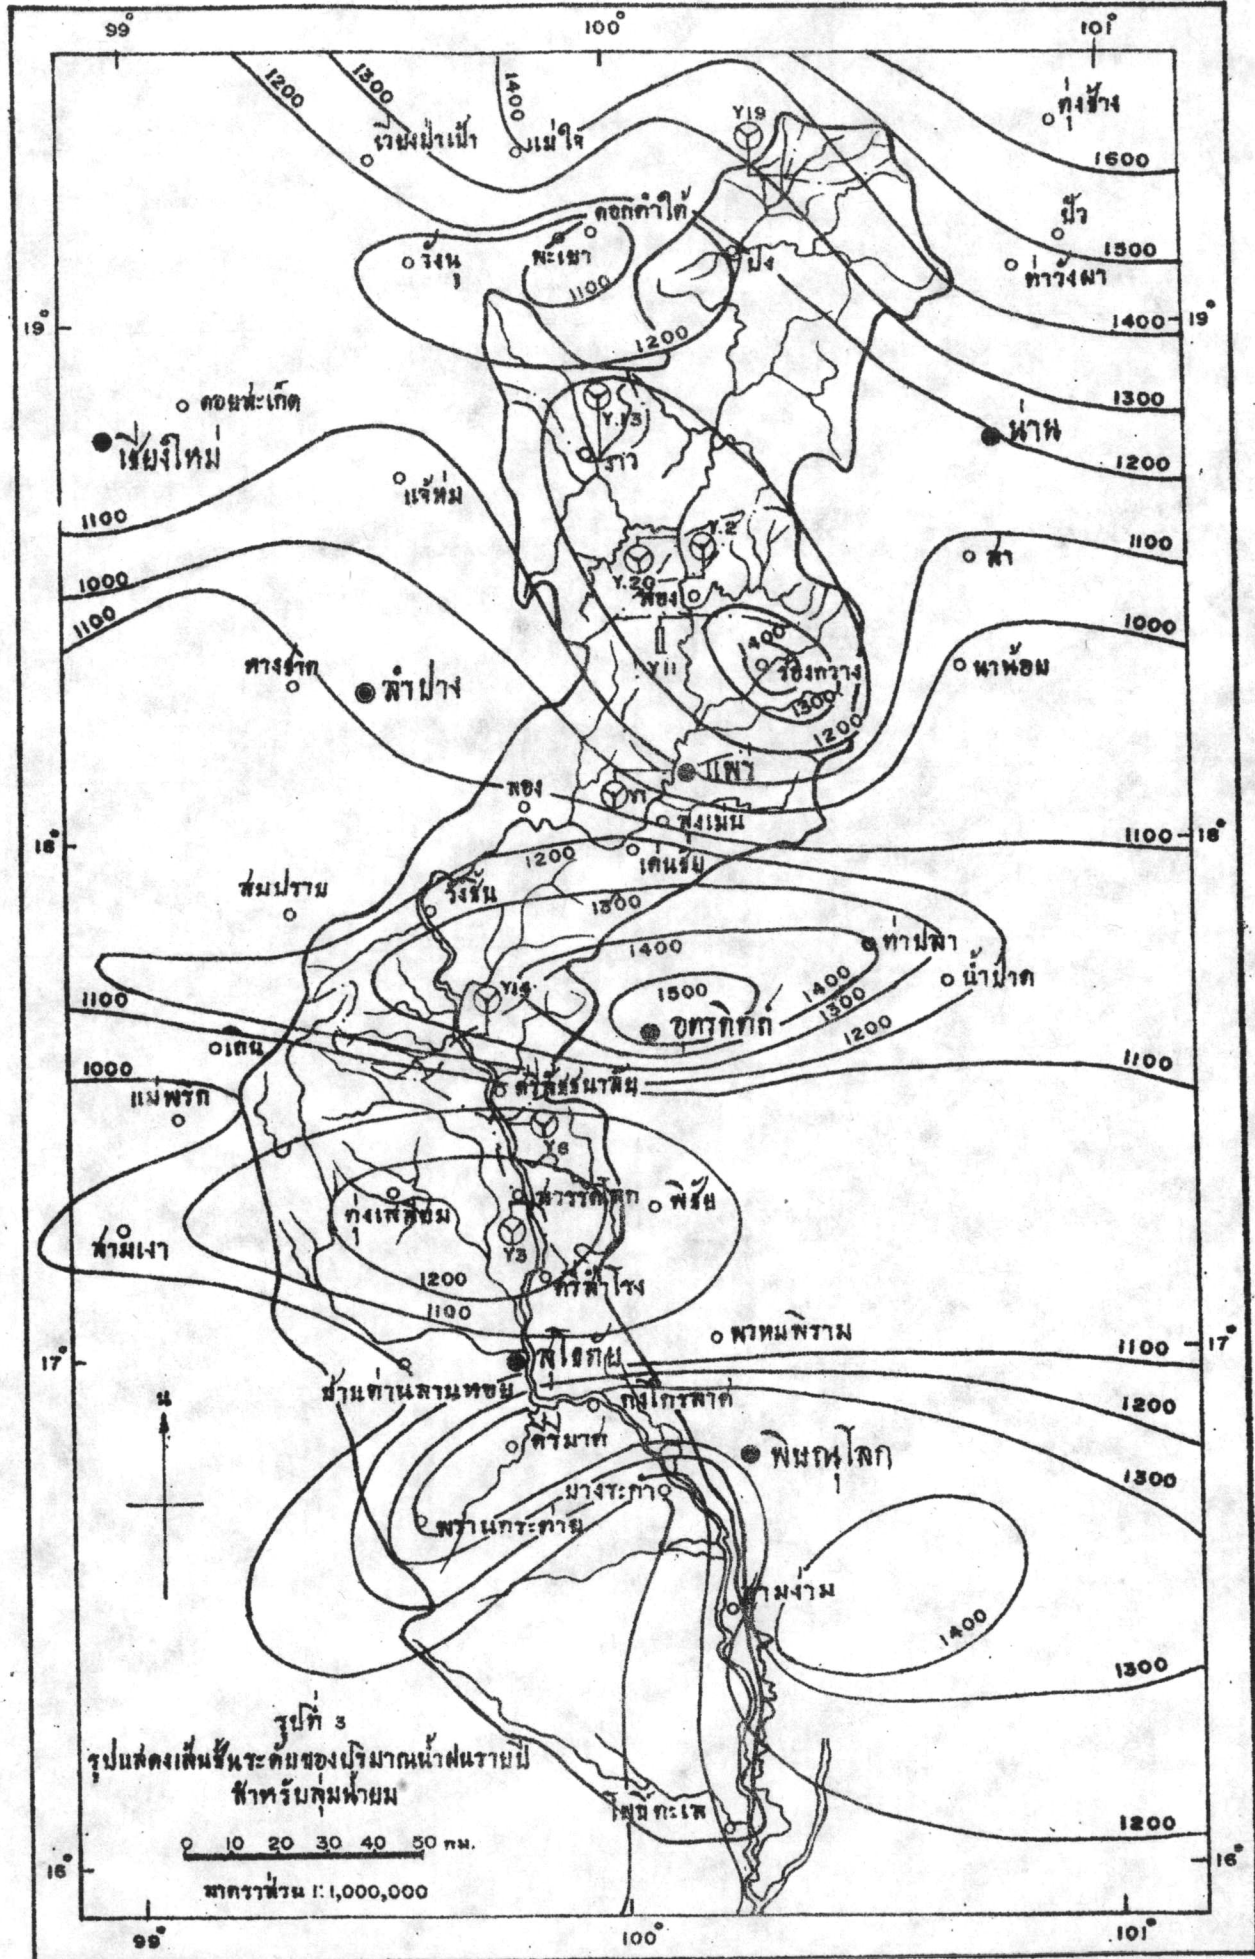 99° 100° 101°
1200 1300 1400
Y19
ทุ่งช้าง
เวียงป่าเป้า แม่ใจ
1600
ดอกคำใต้
ปัว
1500
วังหนุ พะเยา ปง
ท่าวังผา
1100
19° 1200 1400 19°
1300
ดอยสะเก็ด
Y.13
เชียงใหม่ งาว น่าน
แจ้ห่ม 1200
1100
Y.2 1100
สา
1000 Y.20
สอง
1100 1400 1000
Y11 ร้องกวาง นาน้อย
ลำปาง 1300
1200
แพร่
ลอง Y1
สูงเม่น
18° 1200 เด่นชัย 1100 18°
สบปราบ วังชิ้น
1300
1400 ท่าปลา
Y14 1500 1400 น้ำปาด
1100 อุตรดิตถ์ 1300
เถิน 1200
1000 1100
แม่พริก ศรีสัชนาลัย
Y6
ทุ่งเสลี่ยม สวรรคโลก พิชัย
สามเงา Y3
1200 ศรีสำโรง
1100
พรหมพิราม
17° สุโขทัย 1100 17°
บ้านด่านลานหอย
น กงไกรลาศ 1200
คิรีมาศ พิษณุโลก
1300
บางระกำ
พรานกระต่าย
สามง่าม
1400
1300
รูปที่ 3
รูปแสดงเส้นชั้นระดับของปริมาณน้ำฝนรายปี
สำหรับลุ่มน้ำยม
โพธิ์ทะเล
1200
0 10 20 30 40 50 กม.
16° 16°
มาตราส่วน 1:1,000,000
99° 100° 101°